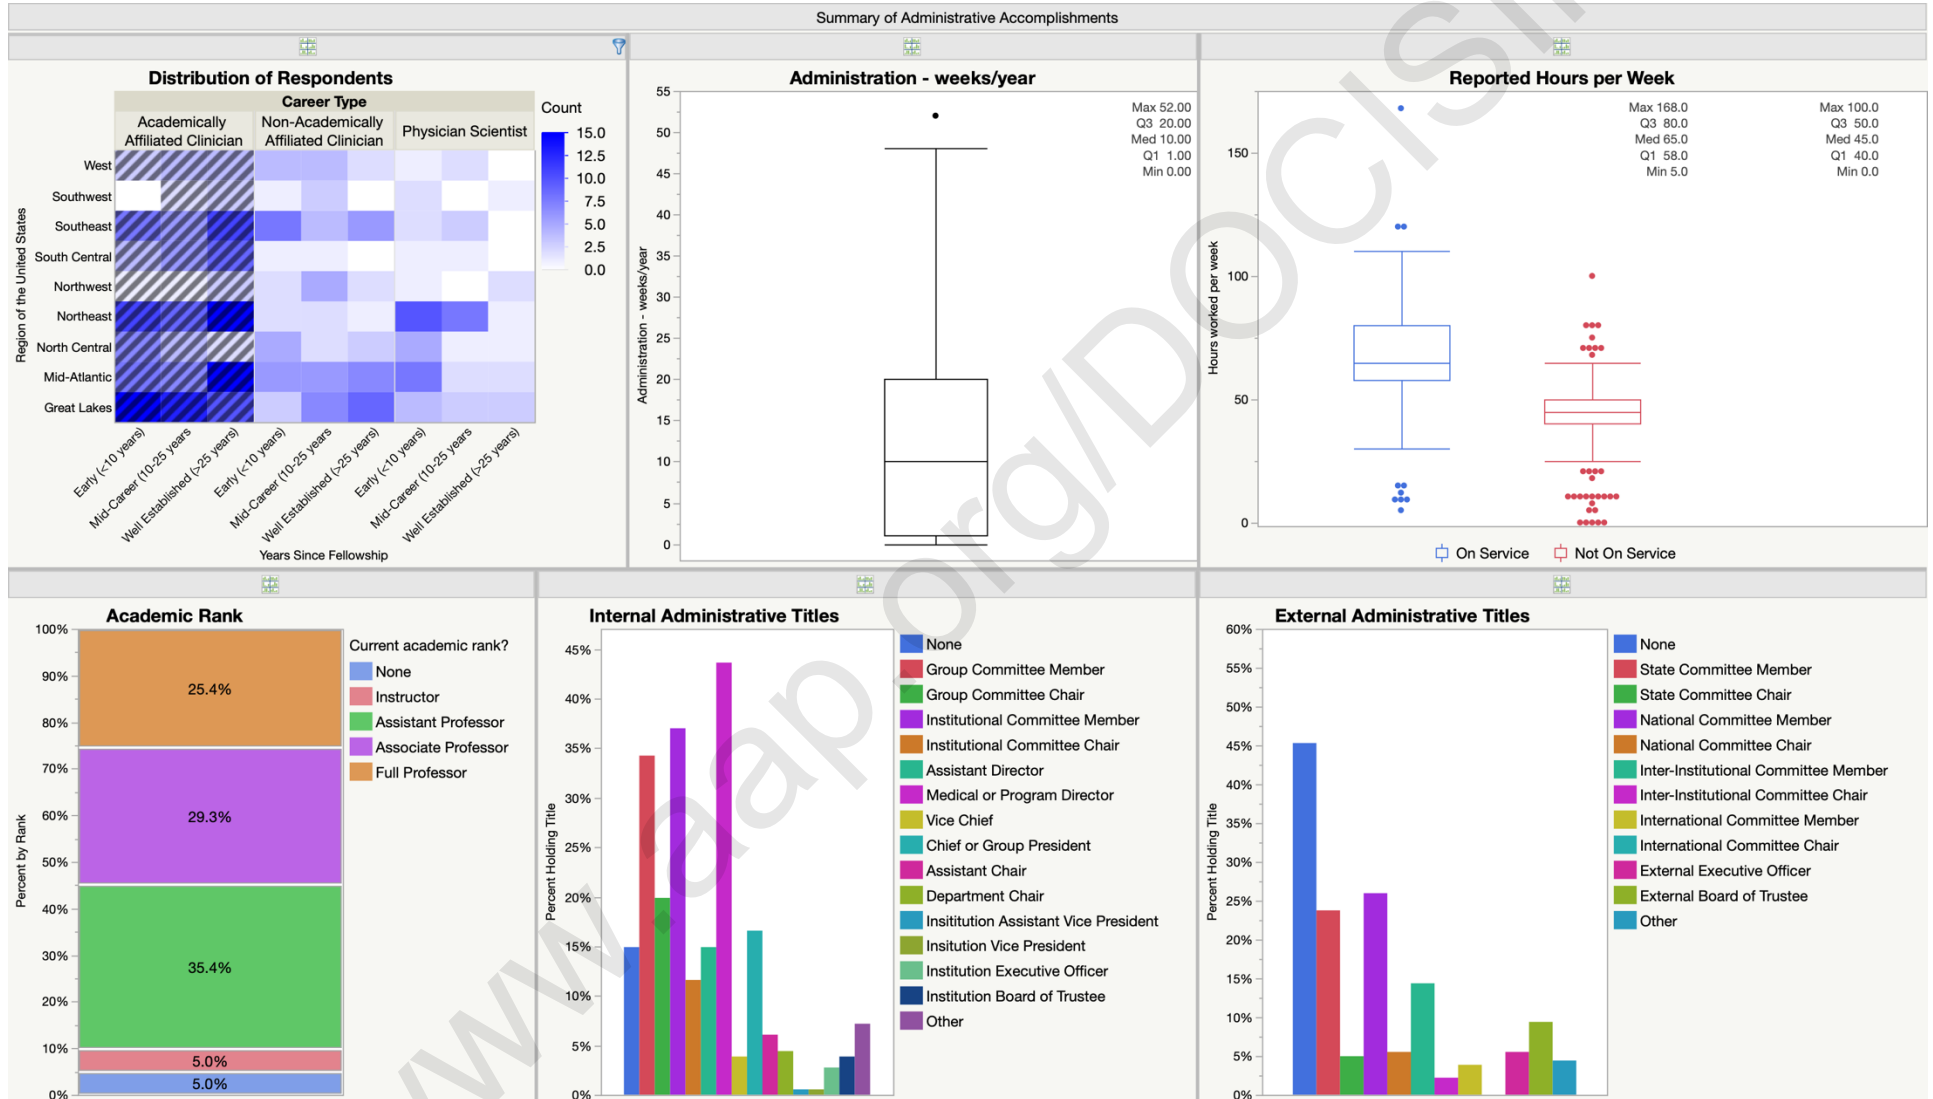 Summary of Administrative Accomplishments
Distribution of Respondents
Career Type
Academically Affiliated Clinician
Non-Academically Affiliated Clinician
Physician Scientist
Count
15.0
12.5
10.0
7.5
5.0
2.5
0.0
Region of the United States
West
Southwest
Southeast
South Central
Northwest
Northeast
North Central
Mid-Atlantic
Great Lakes
Early (<10 years)
Mid-Career (10-25 years
Well Established (>25 years)
Early (<10 years)
Mid-Career (10-25 years
Well Established (>25 years)
Early (<10 years)
Mid-Career (10-25 years
Well Established (>25 years)
Years Since Fellowship
Administration - weeks/year
Administration - weeks/year
55
50
45
40
35
30
25
20
15
10
5
0
Max 52.00
Q3 20.00
Med 10.00
Q1 1.00
Min 0.00
Reported Hours per Week
Hours worked per week
150
100
50
0
Max 168.0
Q3 80.0
Med 65.0
Q1 58.0
Min 5.0
Max 100.0
Q3 50.0
Med 45.0
Q1 40.0
Min 0.0
On Service
Not On Service
Academic Rank
Percent by Rank
100%
90%
80%
70%
60%
50%
40%
30%
20%
10%
0%
25.4%
29.3%
35.4%
5.0%
5.0%
Current academic rank?
None
Instructor
Assistant Professor
Associate Professor
Full Professor
Internal Administrative Titles
Percent Holding Title
45%
40%
35%
30%
25%
20%
15%
10%
5%
0%
None
Group Committee Member
Group Committee Chair
Institutional Committee Member
Institutional Committee Chair
Assistant Director
Medical or Program Director
Vice Chief
Chief or Group President
Assistant Chair
Department Chair
Insititution Assistant Vice President
Insitution Vice President
Institution Executive Officer
Institution Board of Trustee
Other
External Administrative Titles
Percent Holding Title
60%
55%
50%
45%
40%
35%
30%
25%
20%
15%
10%
5%
0%
None
State Committee Member
State Committee Chair
National Committee Member
National Committee Chair
Inter-Institutional Committee Member
Inter-Institutional Committee Chair
International Committee Member
International Committee Chair
External Executive Officer
External Board of Trustee
Other